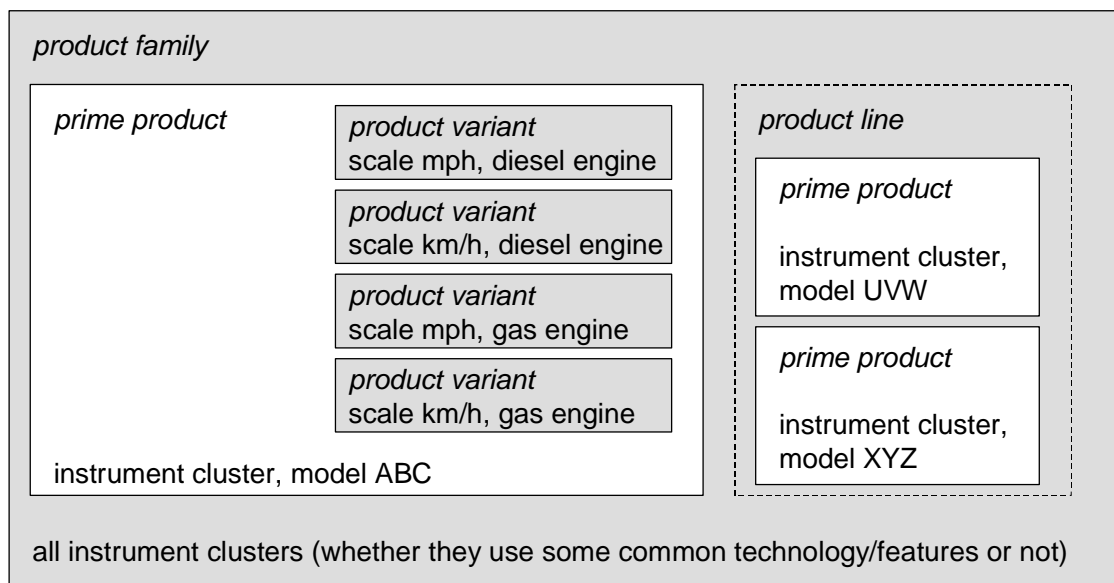 product family
prime product
product variant
scale mph, diesel engine
product variant
scale km/h, diesel engine
product variant
scale mph, gas engine
product variant
scale km/h, gas engine
instrument cluster, model ABC
product line
prime product
instrument cluster,
model UVW
prime product
instrument cluster,
model XYZ
all instrument clusters (whether they use some common technology/features or not)